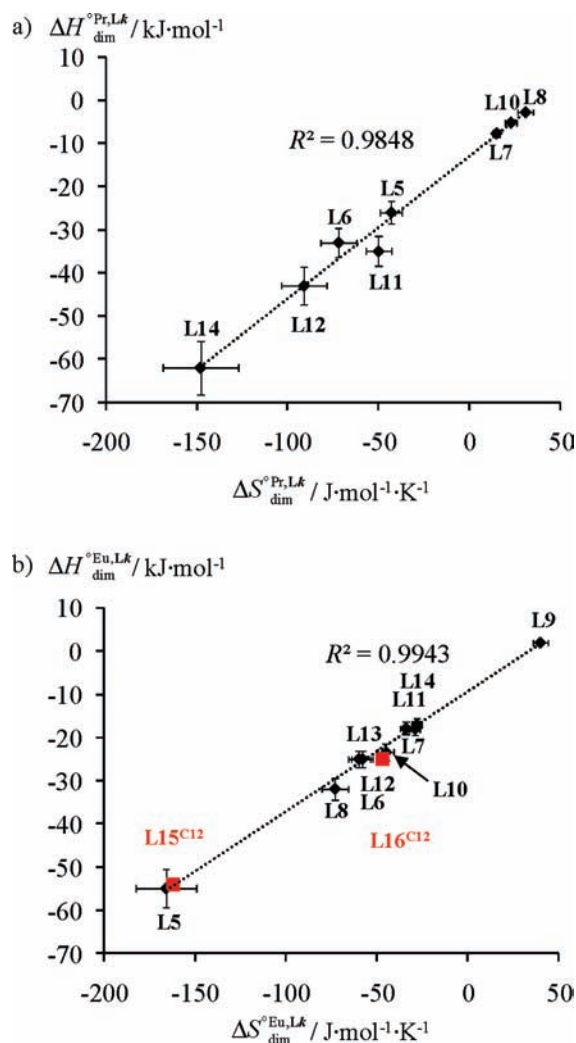 a) ΔH°Pr,Lk dim / kJ·mol-1
10
0
-10
-20
-30
-40
-50
-60
-70
-200 -150 -100 -50 0 50
R² = 0.9848
L10 L8
L7
L5
L6
L11
L12
L14
ΔS°Pr,Lk dim / J·mol-1·K-1
b) ΔH°Eu,Lk dim / kJ·mol-1
10
0
-10
-20
-30
-40
-50
-60
-70
-200 -150 -100 -50 0 50
L9
R² = 0.9943
L14
L11
L13
L7
L12
L10
L6
L8
L15C12
L16C12
L5
ΔS°Eu,Lk dim / J·mol-1·K-1